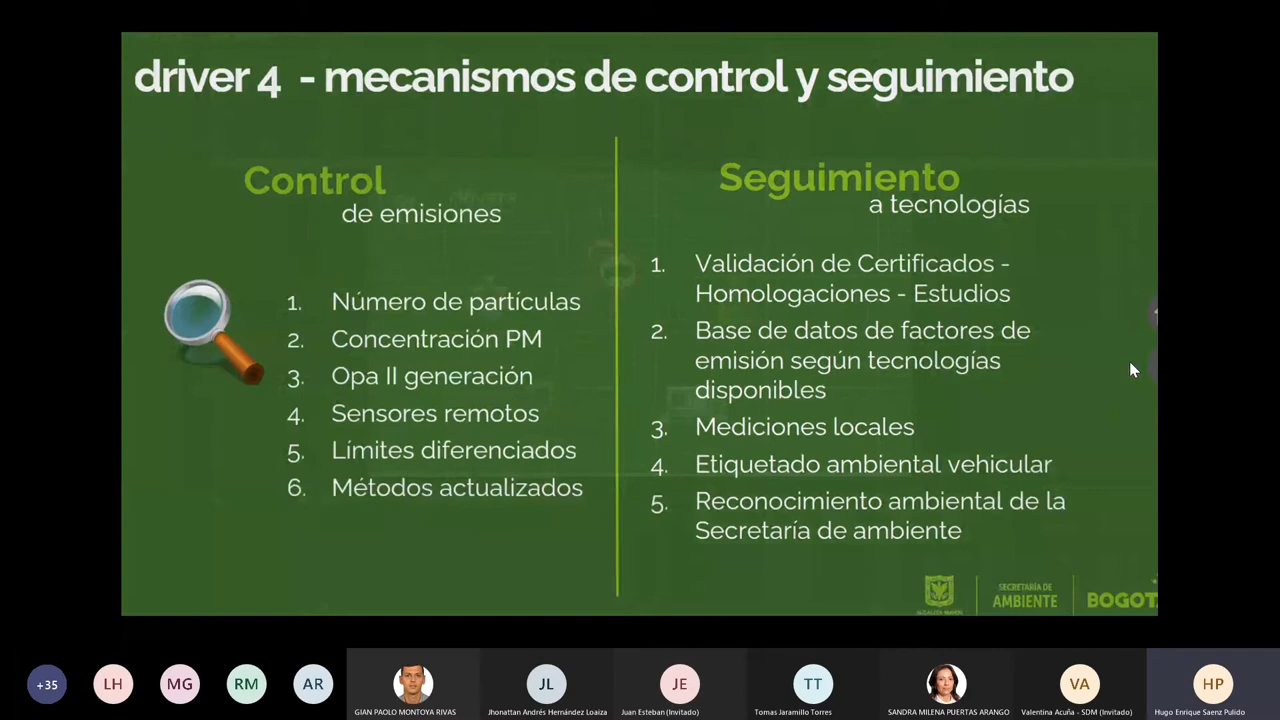 driver 4 - mecanismos de control y seguimiento
Control
de emisiones
1. Número de partículas
2. Concentración PM
3. Opa II generación
4. Sensores remotos
5. Límites diferenciados
6. Métodos actualizados
Seguimiento
a tecnologías
1. Validación de Certificados -
Homologaciones - Estudios
2. Base de datos de factores de
emisión según tecnologías
disponibles
3. Mediciones locales
4. Etiquetado ambiental vehicular
5. Reconocimiento ambiental de la
Secretaría de ambiente
SECRETARÍA DE
AMBIENTE
BOGOT
+35
LH
MG
RM
AR
GIAN PAOLO MONTOYA RIVAS
JL
Jhonattan Andrés Hernández Loaiza
JE
Juan Esteban (Invitado)
TT
Tomas Jaramillo Torres
SANDRA MILENA PUERTAS ARANGO
VA
Valentina Acuña - SDM (Invitado)
HP
Hugo Enrique Saenz Pulido